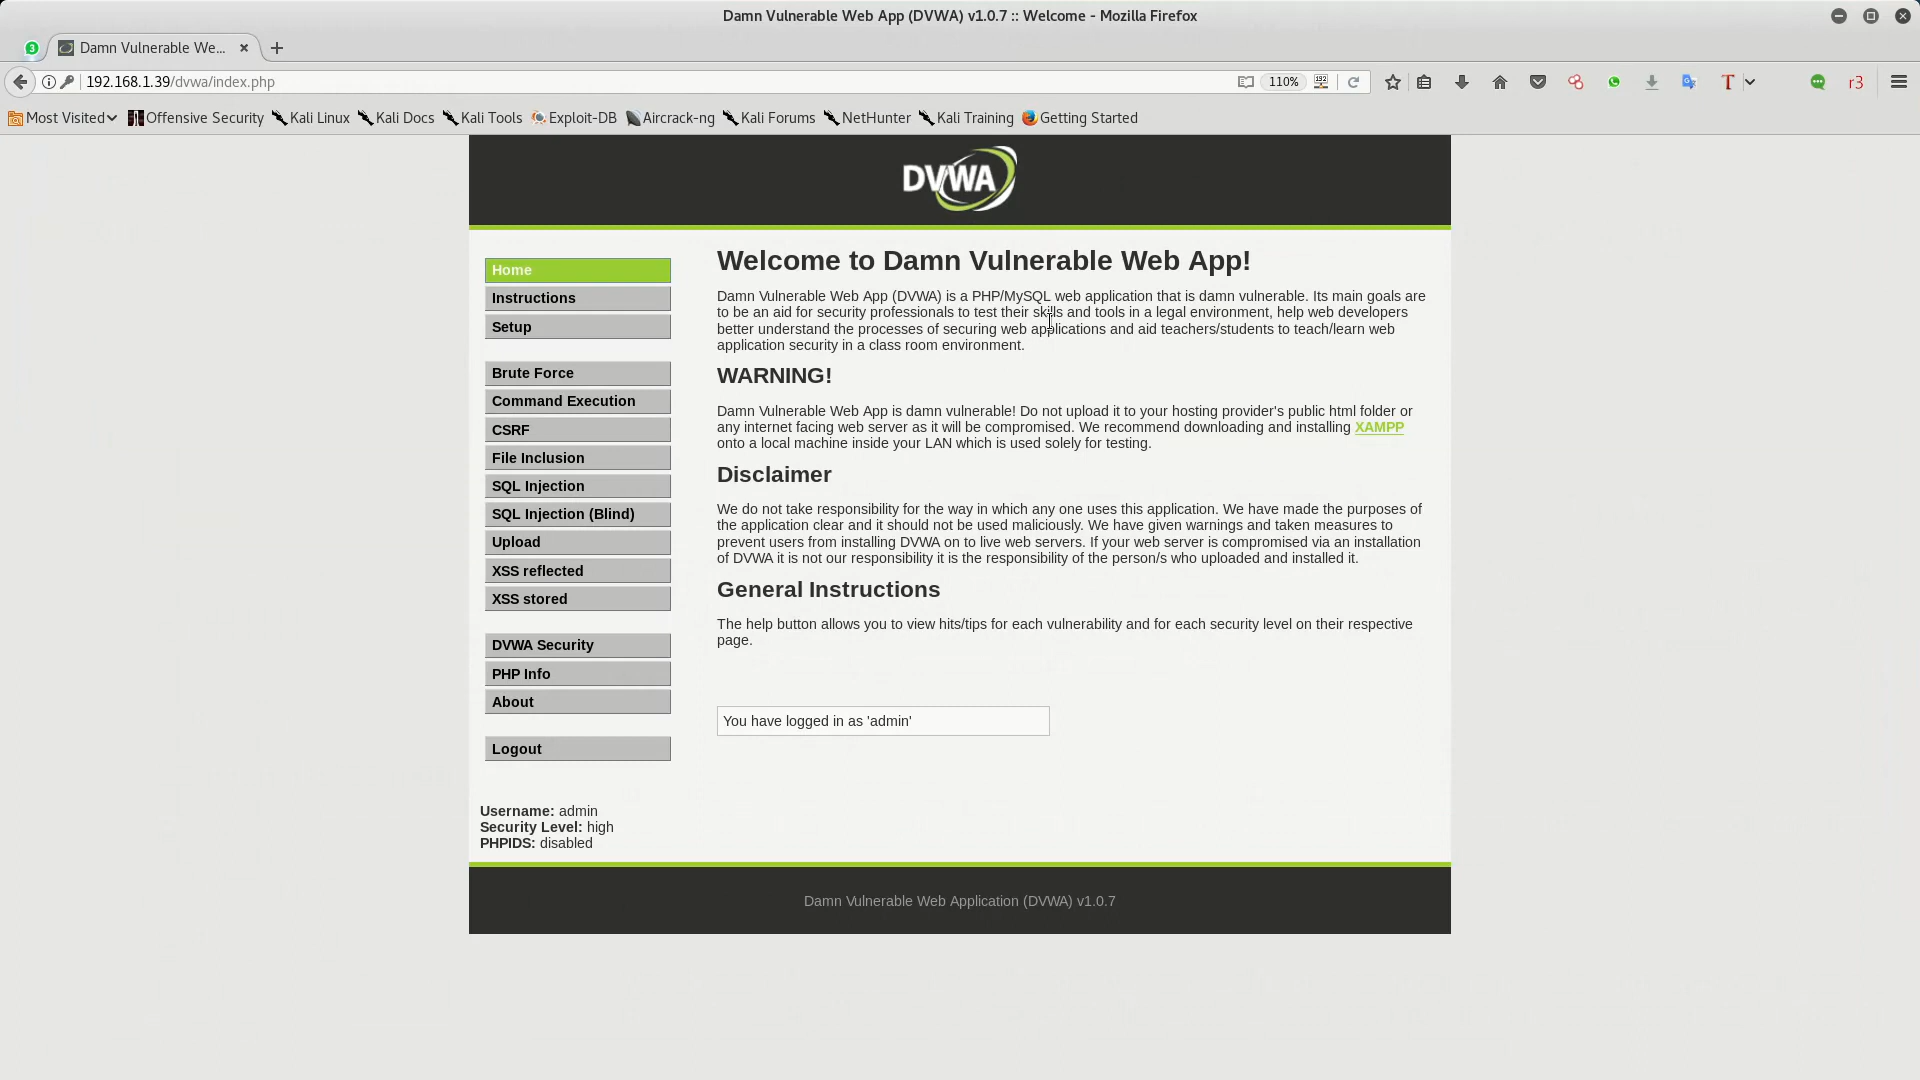 Damn Vulnerable Web App (DVWA) v1.0.7 :: Welcome - Mozilla Firefox
3
Damn Vulnerable We...
192.168.1.39/dvwa/index.php
110%
192
T
r3
Most Visited
Offensive Security
Kali Linux
Kali Docs
Kali Tools
Exploit-DB
Aircrack-ng
Kali Forums
NetHunter
Kali Training
Getting Started
DVWA
Home
Instructions
Setup
Brute Force
Command Execution
CSRF
File Inclusion
SQL Injection
SQL Injection (Blind)
Upload
XSS reflected
XSS stored
DVWA Security
PHP Info
About
Logout
Username: admin
Security Level: high
PHPIDS: disabled
Welcome to Damn Vulnerable Web App!
Damn Vulnerable Web App (DVWA) is a PHP/MySQL web application that is damn vulnerable. Its main goals are
to be an aid for security professionals to test their skills and tools in a legal environment, help web developers
better understand the processes of securing web applications and aid teachers/students to teach/learn web
application security in a class room environment.
WARNING!
Damn Vulnerable Web App is damn vulnerable! Do not upload it to your hosting provider's public html folder or
any internet facing web server as it will be compromised. We recommend downloading and installing XAMPP
onto a local machine inside your LAN which is used solely for testing.
Disclaimer
We do not take responsibility for the way in which any one uses this application. We have made the purposes of
the application clear and it should not be used maliciously. We have given warnings and taken measures to
prevent users from installing DVWA on to live web servers. If your web server is compromised via an installation
of DVWA it is not our responsibility it is the responsibility of the person/s who uploaded and installed it.
General Instructions
The help button allows you to view hits/tips for each vulnerability and for each security level on their respective
page.
You have logged in as 'admin'
Damn Vulnerable Web Application (DVWA) v1.0.7